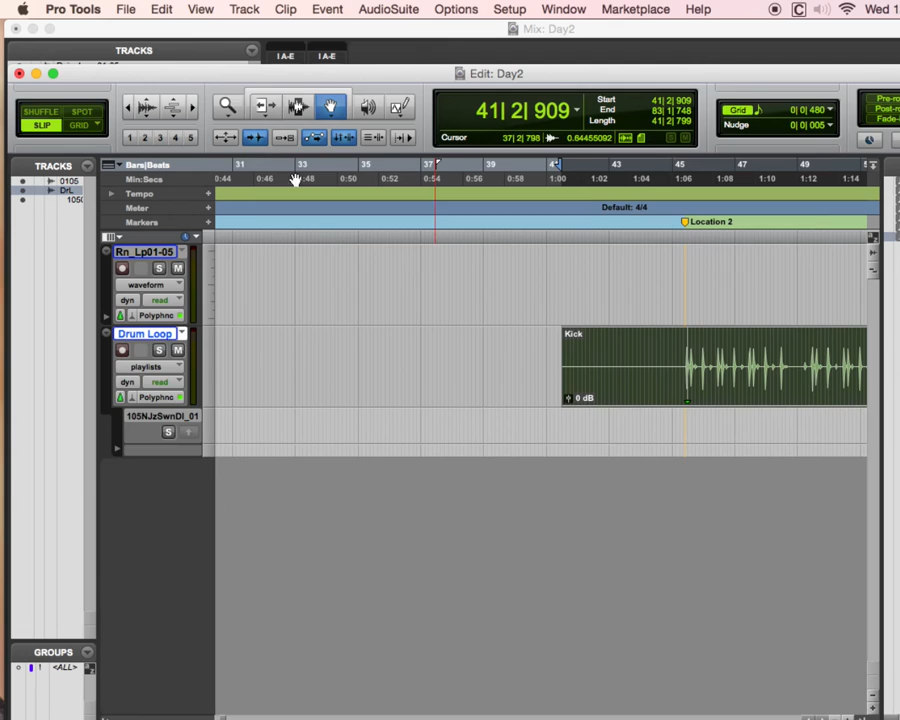 Pro Tools File Edit View Track Clip Event AudioSuite Options Setup Window Marketplace Help C Wed 1
Mix: Day2
TRACKS I A-E I A-E
Edit: Day2
SHUFFLE SPOT
SLIP GRID
1 2 3 4 5
41| 2| 909
Start 41| 2| 909
End 83| 1| 748
Length 41| 2| 799
Cursor 37| 2| 798 0.64455092
Grid 0| 0| 480
Nudge 0| 0| 005
Pre-ro
Post-ro
Fade-
TRACKS
0105
DrL
105(
Bars|Beats 31 33 35 37 39 43 45 47 49
Min:Secs 0:44 0:46 0:48 0:50 0:52 0:54 0:56 0:58 1:00 1:02 1:04 1:06 1:08 1:10 1:12 1:14
Tempo
Meter Default: 4/4
Markers Location 2
Rn_Lp01-05
S M
waveform
dyn read
Polyphnc
Drum Loop
S M
playlists
dyn read
Polyphnc
Kick
0 dB
105NJzSwnDl_01
S
GROUPS
! <ALL>